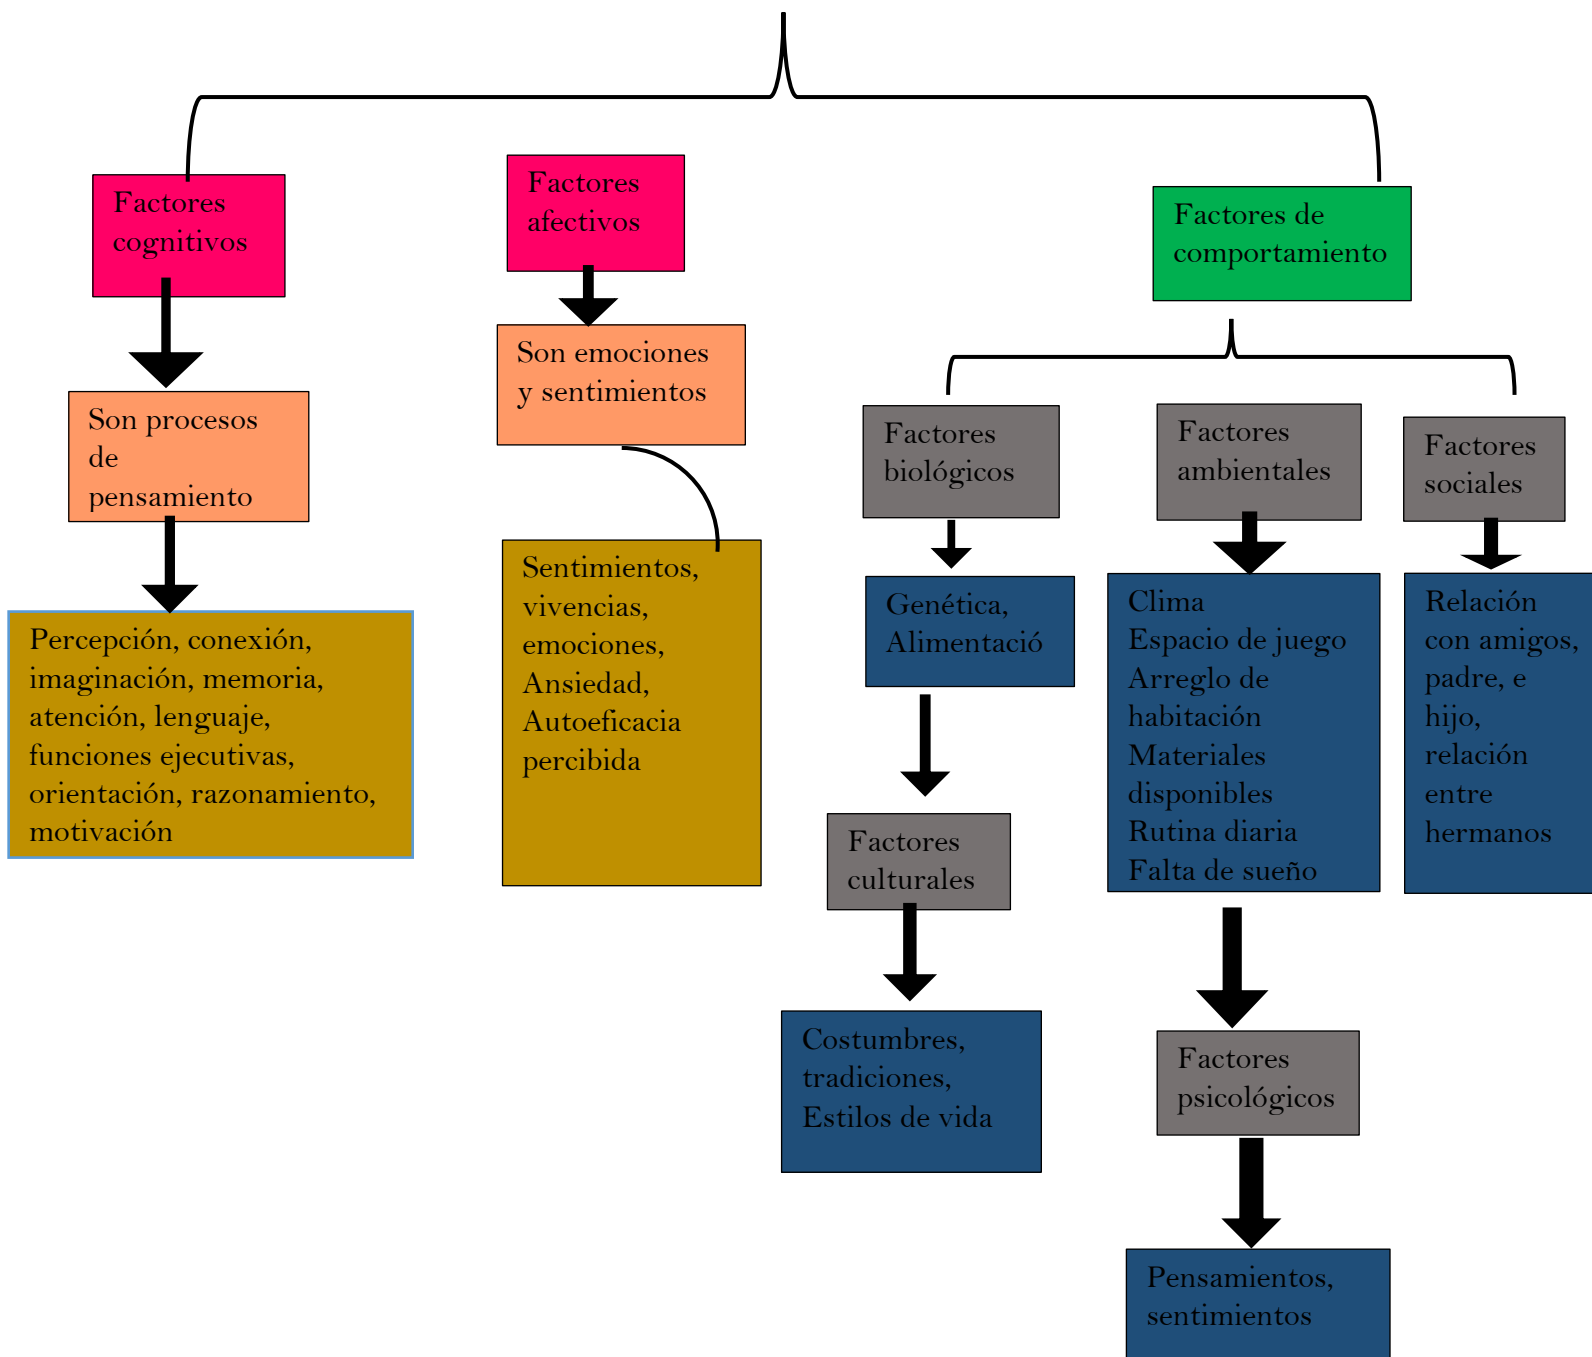 Factores
cognitivos
Factores
afectivos
Factores de
comportamiento
Son procesos
de
pensamiento
Son emociones
y sentimientos
Factores
biológicos
Factores
ambientales
Factores
sociales
Percepción, conexión,
imaginación, memoria,
atención, lenguaje,
funciones ejecutivas,
orientación, razonamiento,
motivación
Sentimientos,
vivencias,
emociones,
Ansiedad,
Autoeficacia
percibida
Genética,
Alimentació
Clima
Espacio de juego
Arreglo de
habitación
Materiales
disponibles
Rutina diaria
Falta de sueño
Relación
con amigos,
padre, e
hijo,
relación
entre
hermanos
Factores
culturales
Costumbres,
tradiciones,
Estilos de vida
Factores
psicológicos
Pensamientos,
sentimientos